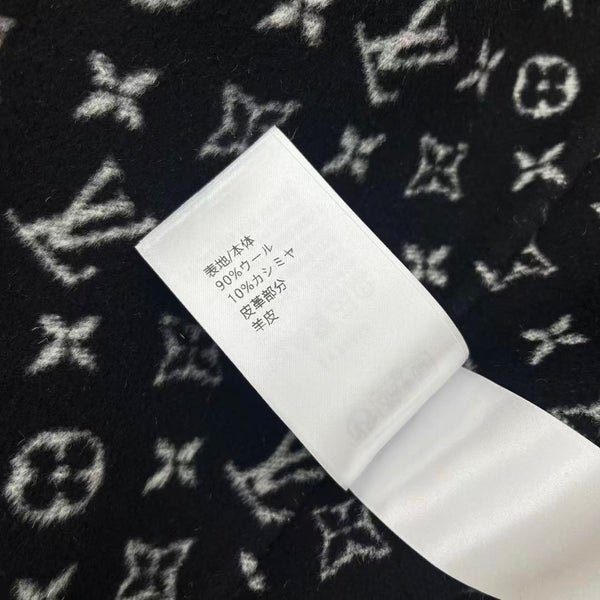 表地/本体
90%ウール
10%カシミヤ
皮革部分
羊皮